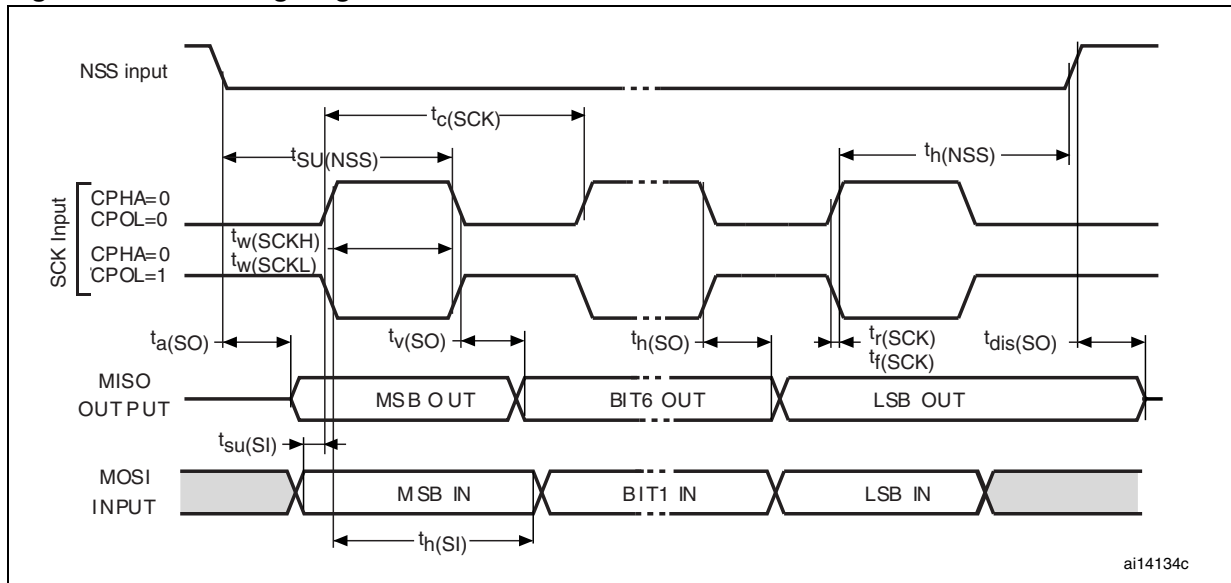 NSS input
tc(SCK)
tSU(NSS)
th(NSS)
SCK Input
CPHA=0
CPOL=0
tw(SCKH)
CPHA=0
tw(SCKL)
CPOL=1
ta(SO)
tv(SO)
th(SO)
tr(SCK)
tf(SCK)
tdis(SO)
MISO
OUTPUT
MSB OUT
BIT6 OUT
LSB OUT
tsu(SI)
MOSI
INPUT
MSB IN
BIT1 IN
LSB IN
th(SI)
ai14134c